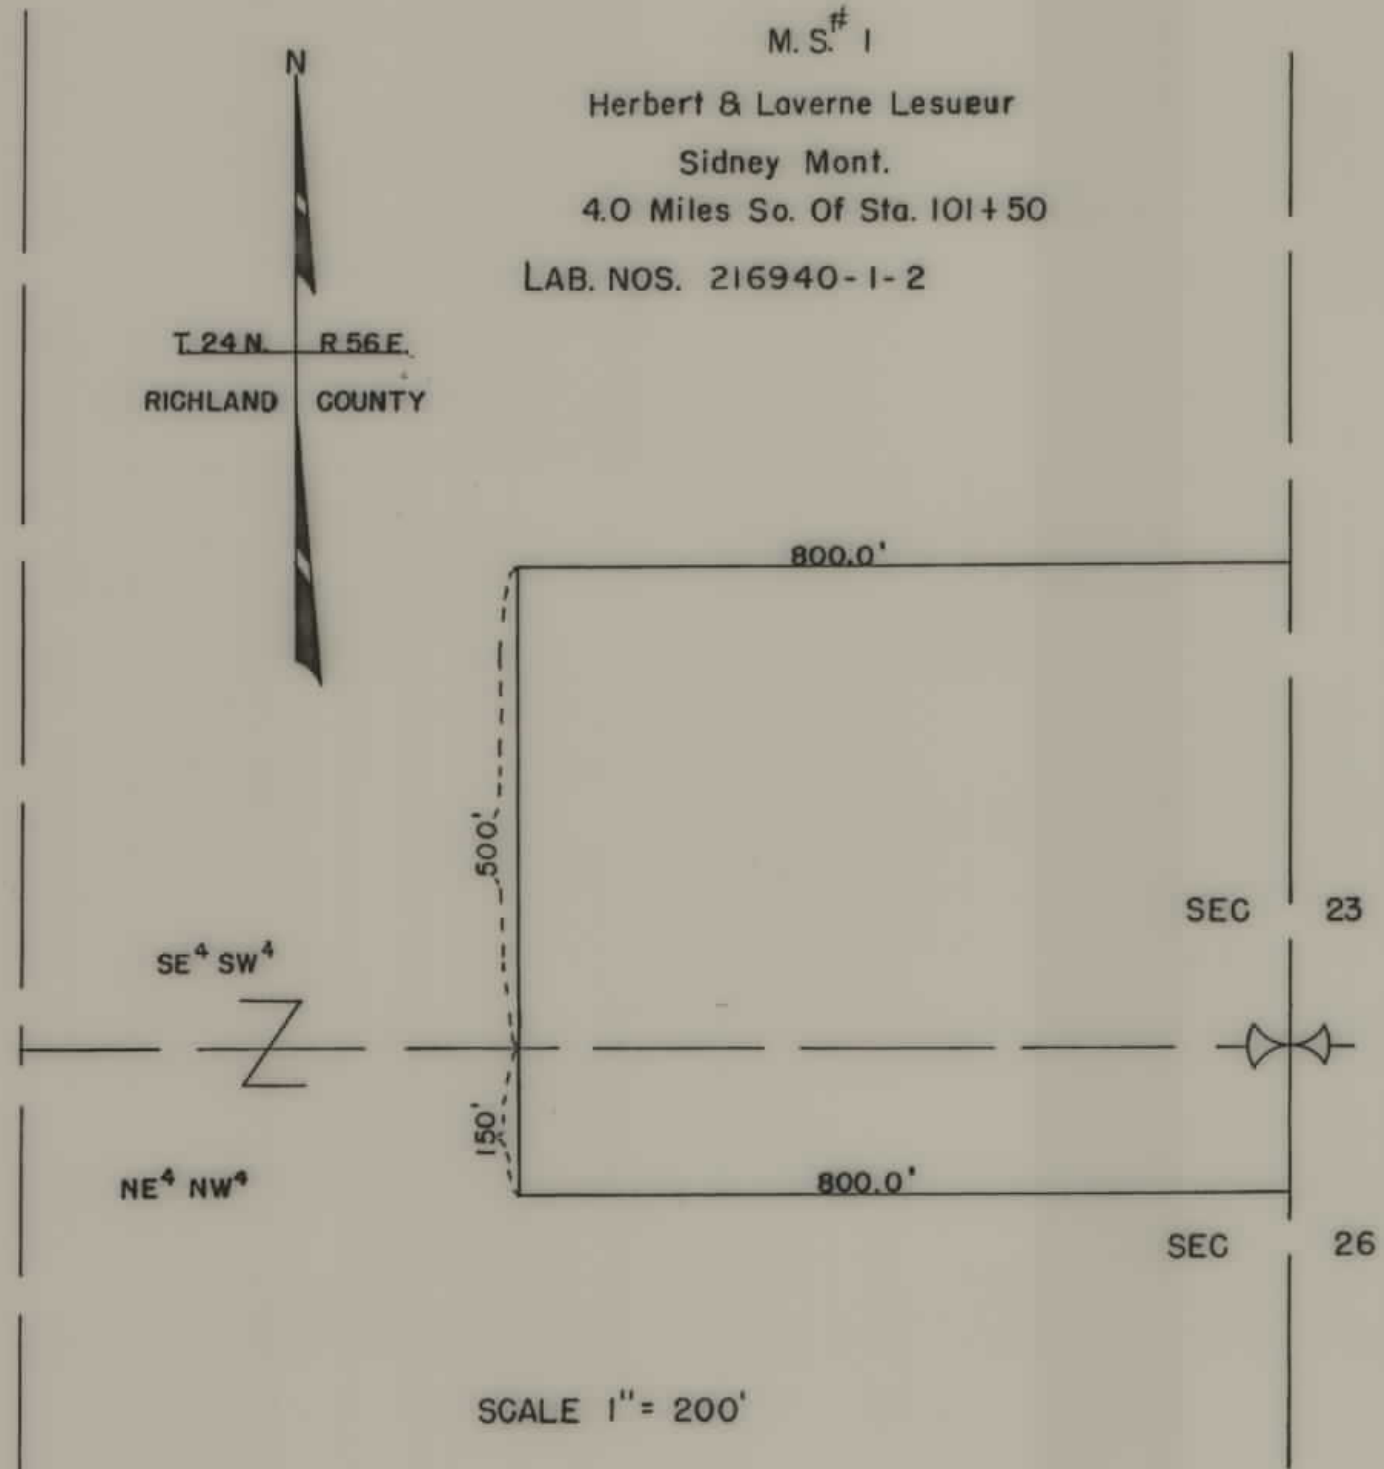 M. S.# 1
Herbert & Laverne Lesueur
Sidney Mont.
4.0 Miles So. Of Sta. 101+50
LAB. NOS. 216940-1-2
N
T. 24 N. R 56 E.
RICHLAND COUNTY
800.0'
500'
SEC 23
SE⁴ SW⁴
150'
NE⁴ NW⁴
800.0'
SEC 26
SCALE 1" = 200'